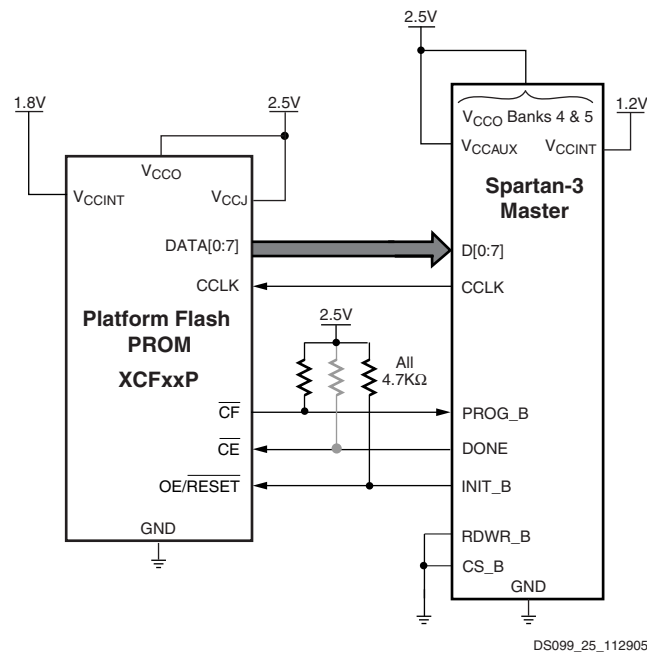 2.5V
1.8V
2.5V
1.2V
VCCO Banks 4 & 5
VCCAUX VCCINT
VCCO
VCCINT
VCCJ
Spartan-3
Master
DATA[0:7]
D[0:7]
CCLK
CCLK
Platform Flash
PROM
XCFxxP
2.5V
All
4.7KΩ
CF
PROG_B
CE
DONE
OE/RESET
INIT_B
GND
RDWR_B
CS_B
GND
DS099_25_112905